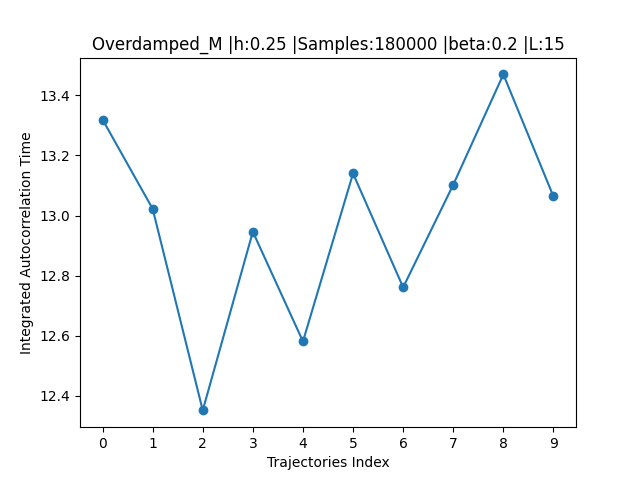 Overdamped_M |h:0.25 |Samples:180000 |beta:0.2 |L:15
Integrated Autocorrelation Time
13.4
13.2
13.0
12.8
12.6
12.4
0 1 2 3 4 5 6 7 8 9
Trajectories Index